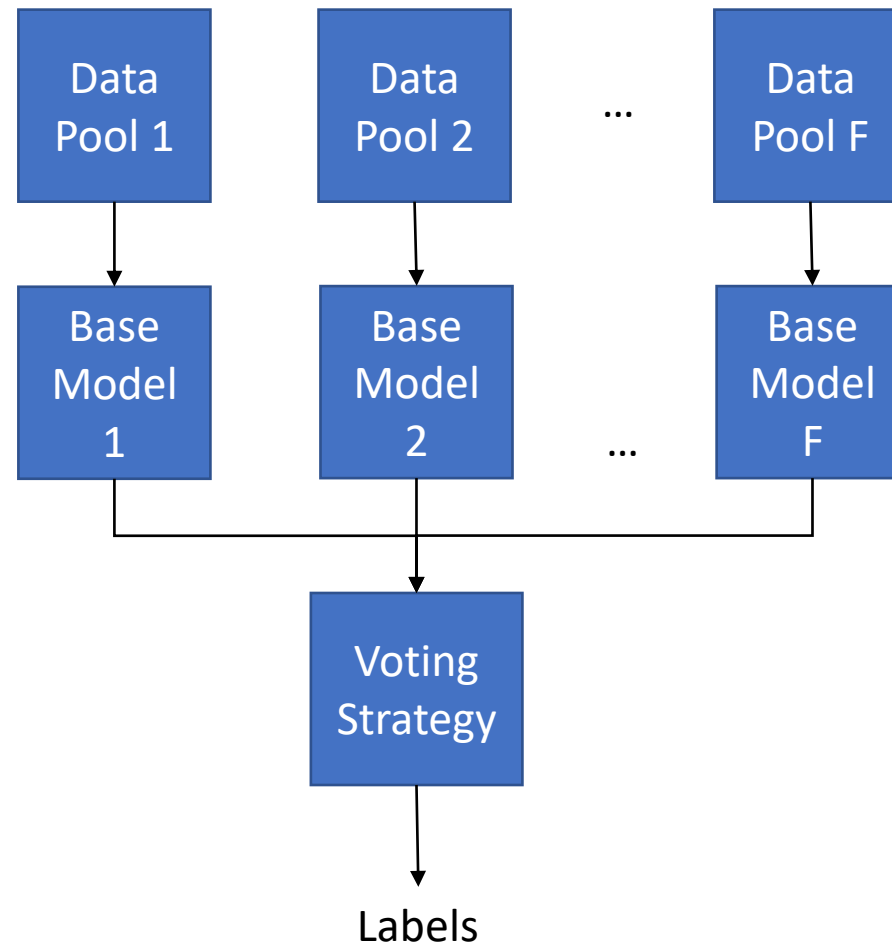 Data
Pool 1
Data
Pool 2
...
Data
Pool F
Base
Model
1
Base
Model
2
...
Base
Model
F
Voting
Strategy
Labels